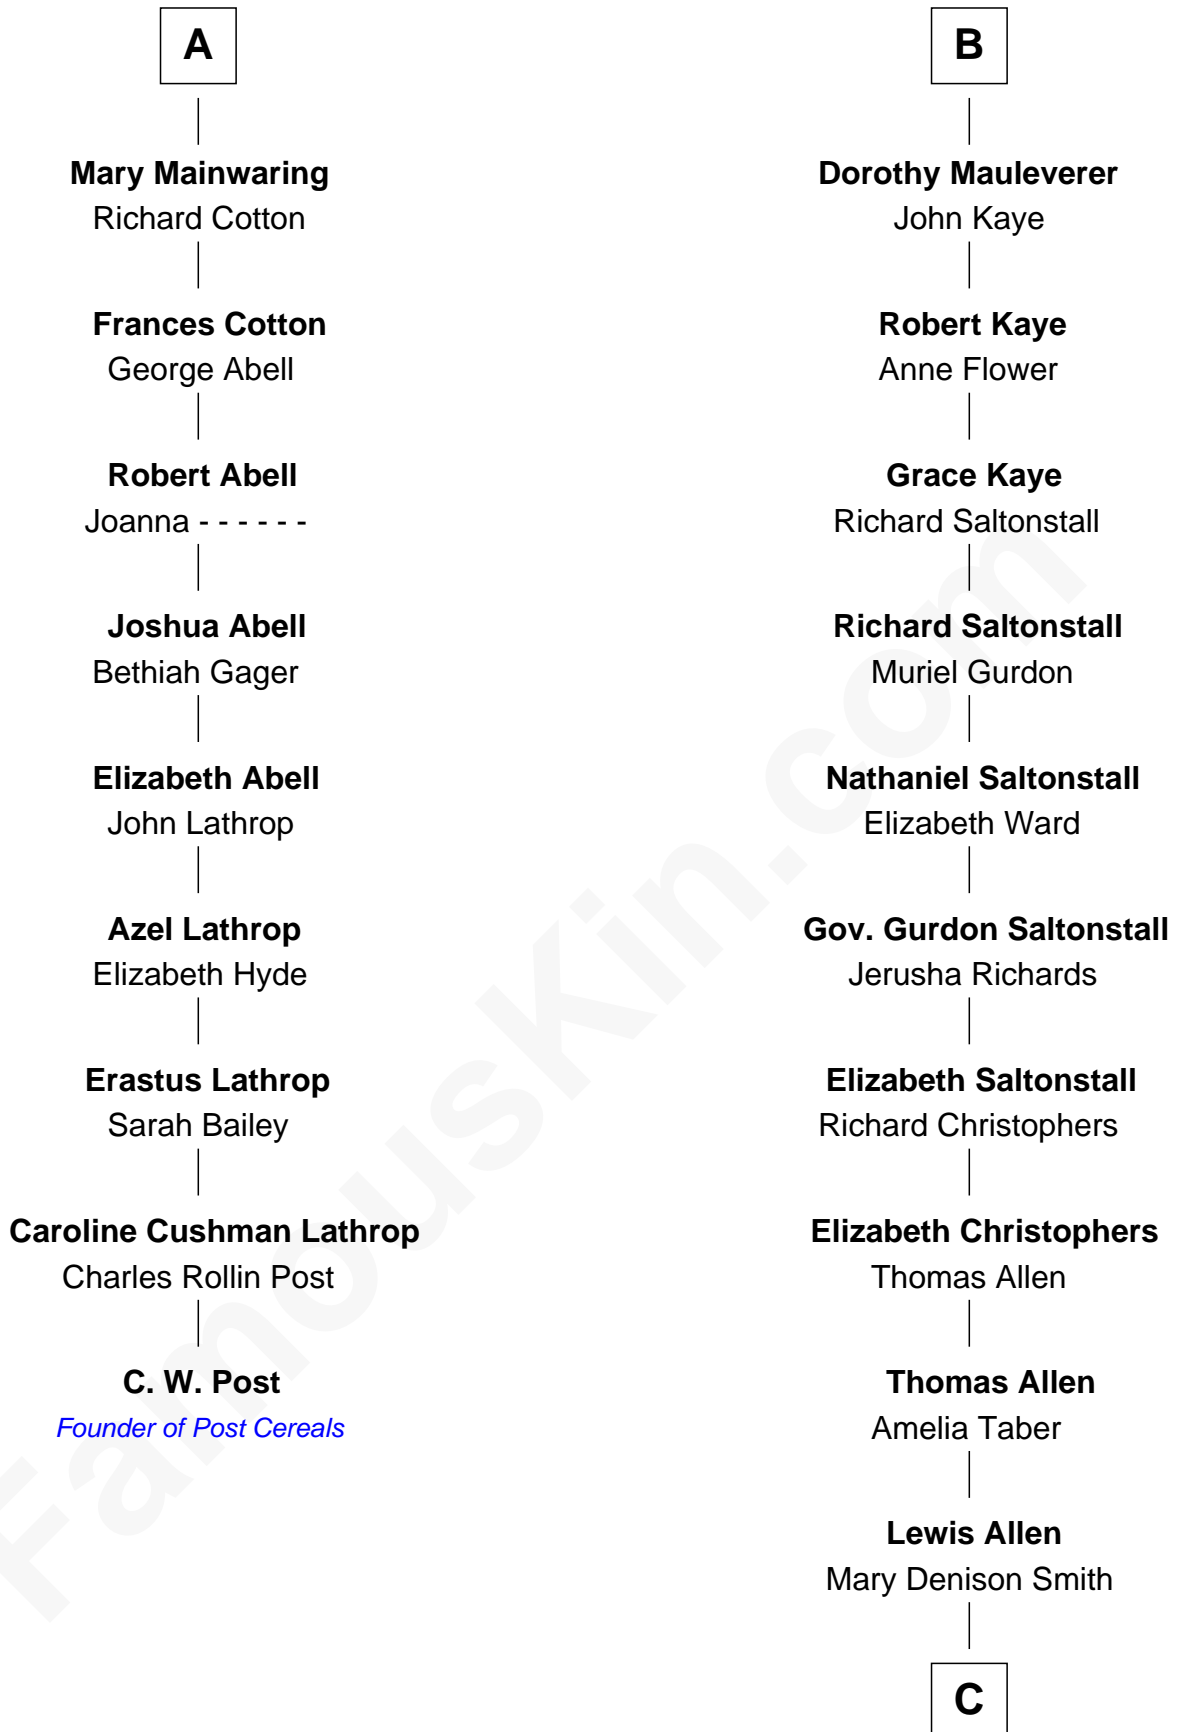 A
Mary Mainwaring
Richard Cotton
Frances Cotton
George Abell
Robert Abell
Joanna - - - - - -
Joshua Abell
Bethiah Gager
Elizabeth Abell
John Lathrop
Azel Lathrop
Elizabeth Hyde
Erastus Lathrop
Sarah Bailey
Caroline Cushman Lathrop
Charles Rollin Post
C. W. Post
Founder of Post Cereals
B
Dorothy Mauleverer
John Kaye
Robert Kaye
Anne Flower
Grace Kaye
Richard Saltonstall
Richard Saltonstall
Muriel Gurdon
Nathaniel Saltonstall
Elizabeth Ward
Gov. Gurdon Saltonstall
Jerusha Richards
Elizabeth Saltonstall
Richard Christophers
Elizabeth Christophers
Thomas Allen
Thomas Allen
Amelia Taber
Lewis Allen
Mary Denison Smith
C
FamousKin.com